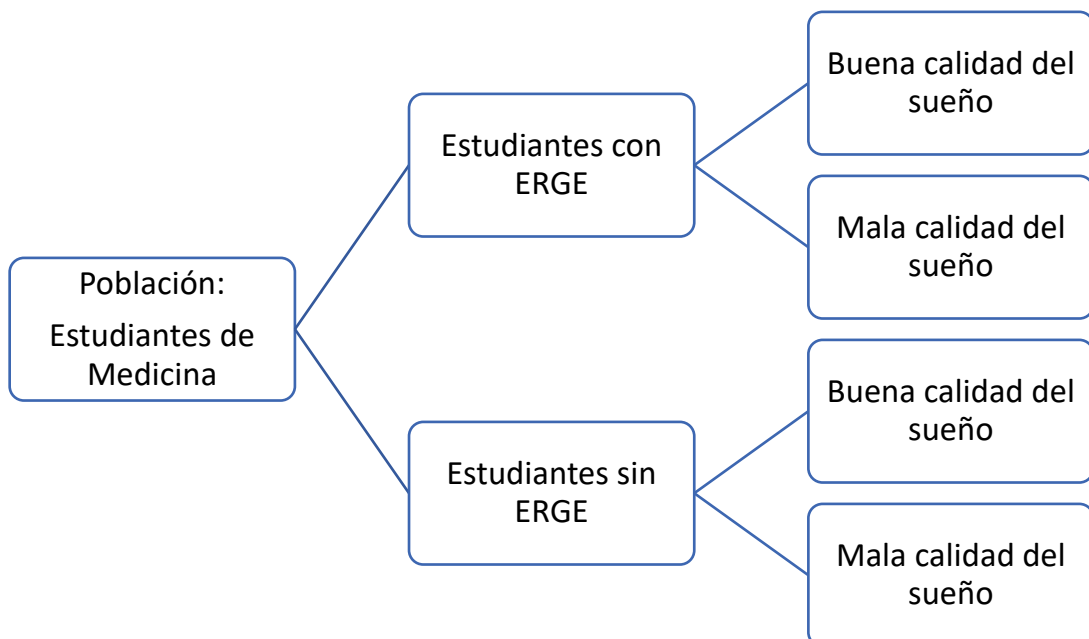 Población:
Estudiantes de
Medicina
Estudiantes con
ERGE
Buena calidad del
sueño
Mala calidad del
sueño
Estudiantes sin
ERGE
Buena calidad del
sueño
Mala calidad del
sueño